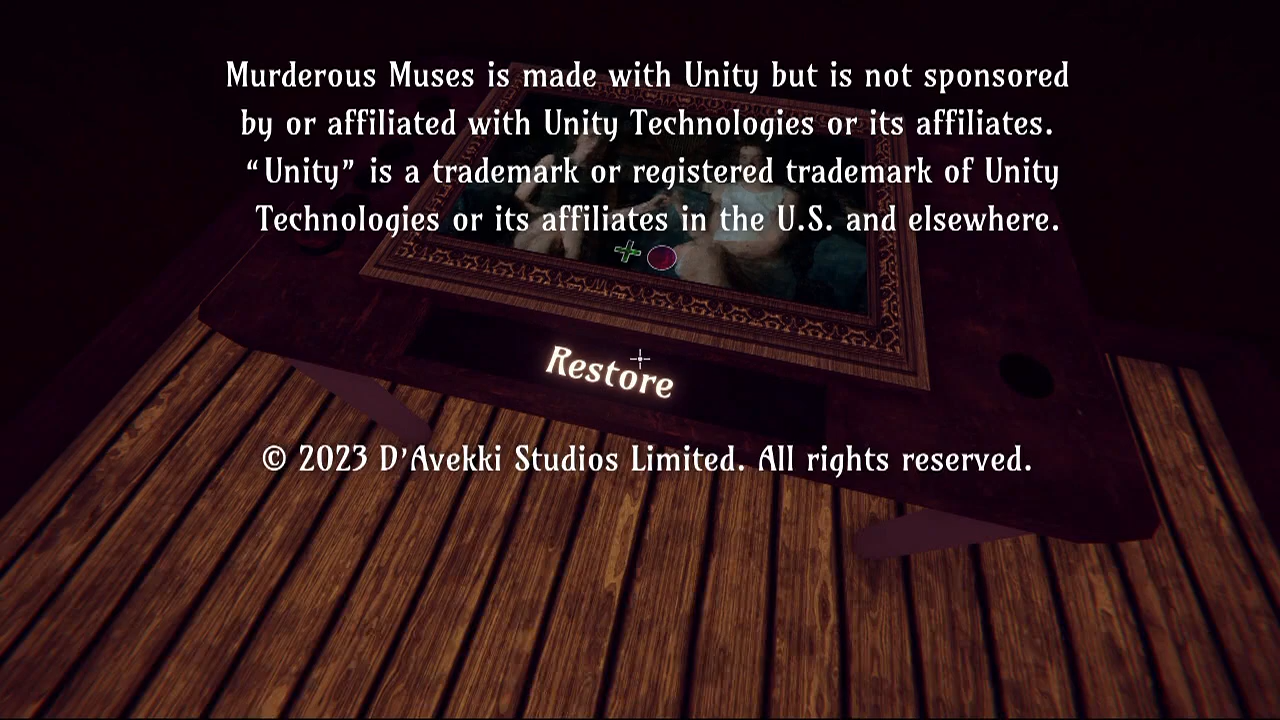 Murderous Muses is made with Unity but is not sponsored
by or affiliated with Unity Technologies or its affiliates.
“Unity” is a trademark or registered trademark of Unity
Technologies or its affiliates in the U.S. and elsewhere.
Restore
© 2023 D’Avekki Studios Limited. All rights reserved.